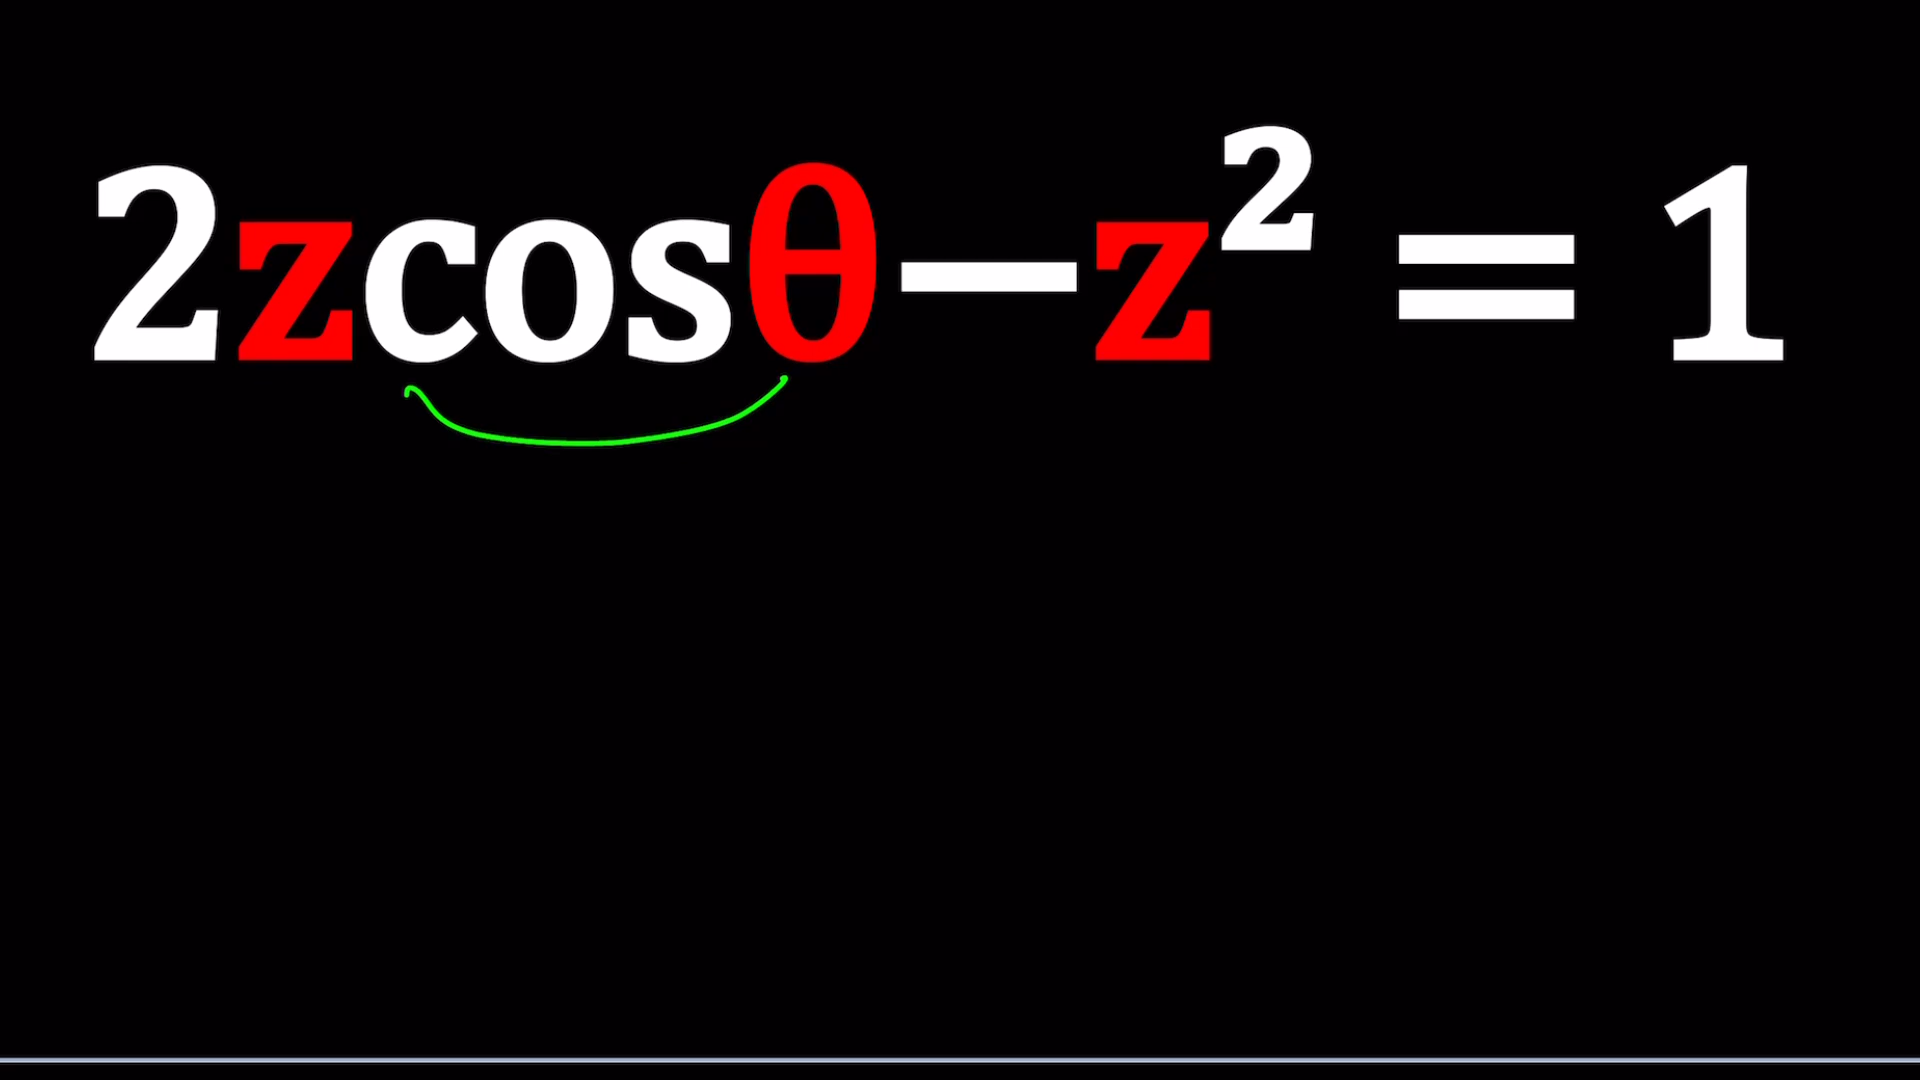 2zcosθ−z² = 1